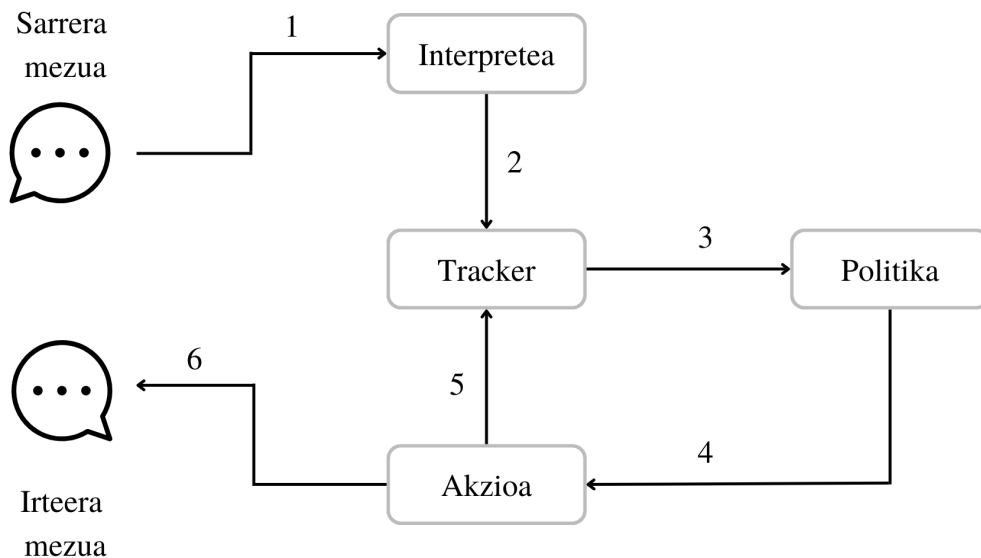 Sarrera
mezua
1
Interpretea
2
Tracker
3
Politika
6
5
4
Akzioa
Irteera
mezua